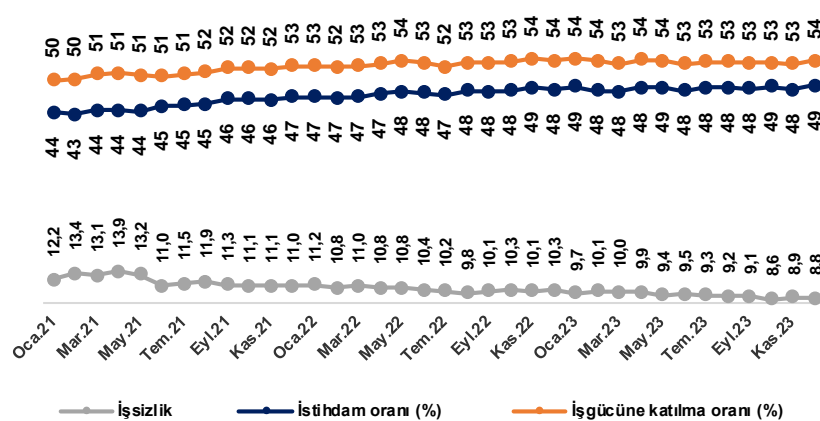 50 50 51 51 51 51 51 52 52 52 52 53 53 52 53 53 54 53 52 53 53 53 54 53 54 53 53 54 53 53 53 53 53 53 53 54
44 43 44 44 44 45 45 45 46 46 46 47 47 47 47 47 48 48 47 48 48 48 49 48 49 48 48 48 49 48 48 48 48 49 48 49
12,2 13,4 13,1 13,9 13,2 11,0 11,5 11,9 11,3 11,1 11,1 11,0 11,2 10,8 11,0 10,8 10,8 10,4 10,2 9,8 10,1 10,3 10,1 10,3 9,7 10,1 10,0 9,9 9,4 9,5 9,3 9,2 9,1 8,6 8,9 8,8
Oca.21 Mar.21 May.21 Tem.21 Eyl.21 Kas.21 Oca.22 Mar.22 May.22 Tem.22 Eyl.22 Kas.22 Oca.23 Mar.23 May.23 Tem.23 Eyl.23 Kas.23
İşsizlik İstihdam oranı (%) İşgücüne katılma oranı (%)